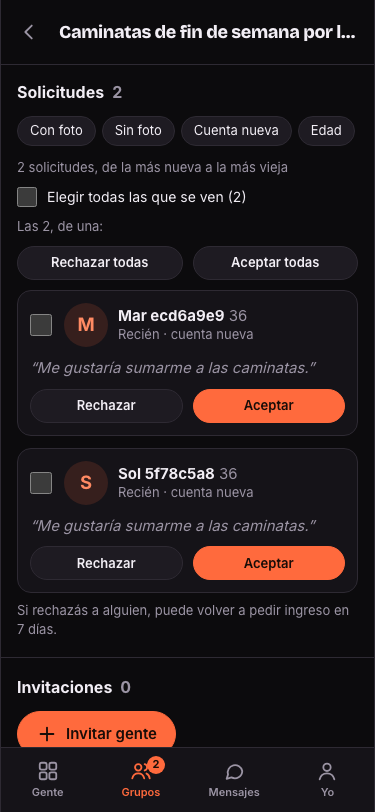 Caminatas de fin de semana por l...
Solicitudes 2
Con foto Sin foto Cuenta nueva Edad
2 solicitudes, de la más nueva a la más vieja
Elegir todas las que se ven (2)
Las 2, de una:
Rechazar todas Aceptar todas
M Mar ecd6a9e9 36
Recién · cuenta nueva
“Me gustaría sumarme a las caminatas.”
Rechazar Aceptar
S Sol 5f78c5a8 36
Recién · cuenta nueva
“Me gustaría sumarme a las caminatas.”
Rechazar Aceptar
Si rechazás a alguien, puede volver a pedir ingreso en
7 días.
Invitaciones 0
Invitar gente
2
Gente Grupos Mensajes Yo